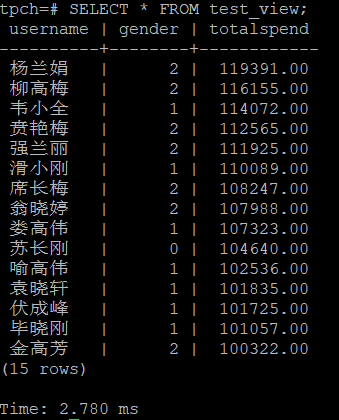 tpch=# SELECT * FROM test_view;
 username | gender | totalspend
----------+--------+------------
 杨兰娟   |      2 |  119391.00
 柳高梅   |      2 |  116155.00
 韦小全   |      1 |  114072.00
 贲艳梅   |      2 |  112565.00
 强兰丽   |      2 |  111925.00
 滑小刚   |      1 |  110089.00
 席长梅   |      2 |  108247.00
 翁晓婷   |      2 |  107988.00
 娄高伟   |      1 |  107323.00
 苏长刚   |      0 |  104640.00
 喻高伟   |      1 |  102536.00
 袁晓轩   |      1 |  101835.00
 伏成峰   |      1 |  101725.00
 毕晓刚   |      1 |  101057.00
 金高芳   |      2 |  100322.00
(15 rows)
Time: 2.780 ms